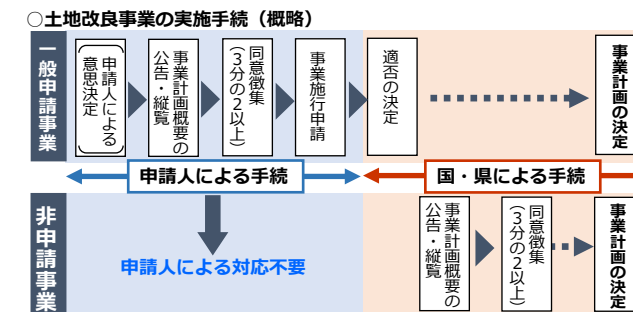 ○土地改良事業の実施手続（概略）
一般申請事業
申請人による
意思決定
事業計画概要の
公告・縦覧
同意徴集
（3分の2以上）
事業施行申請
適否の決定
事業計画の決定
申請人による手続
国・県による手続
非申請事業
申請人による対応不要
事業計画概要の
公告・縦覧
同意徴集
（3分の2以上）
事業計画の決定